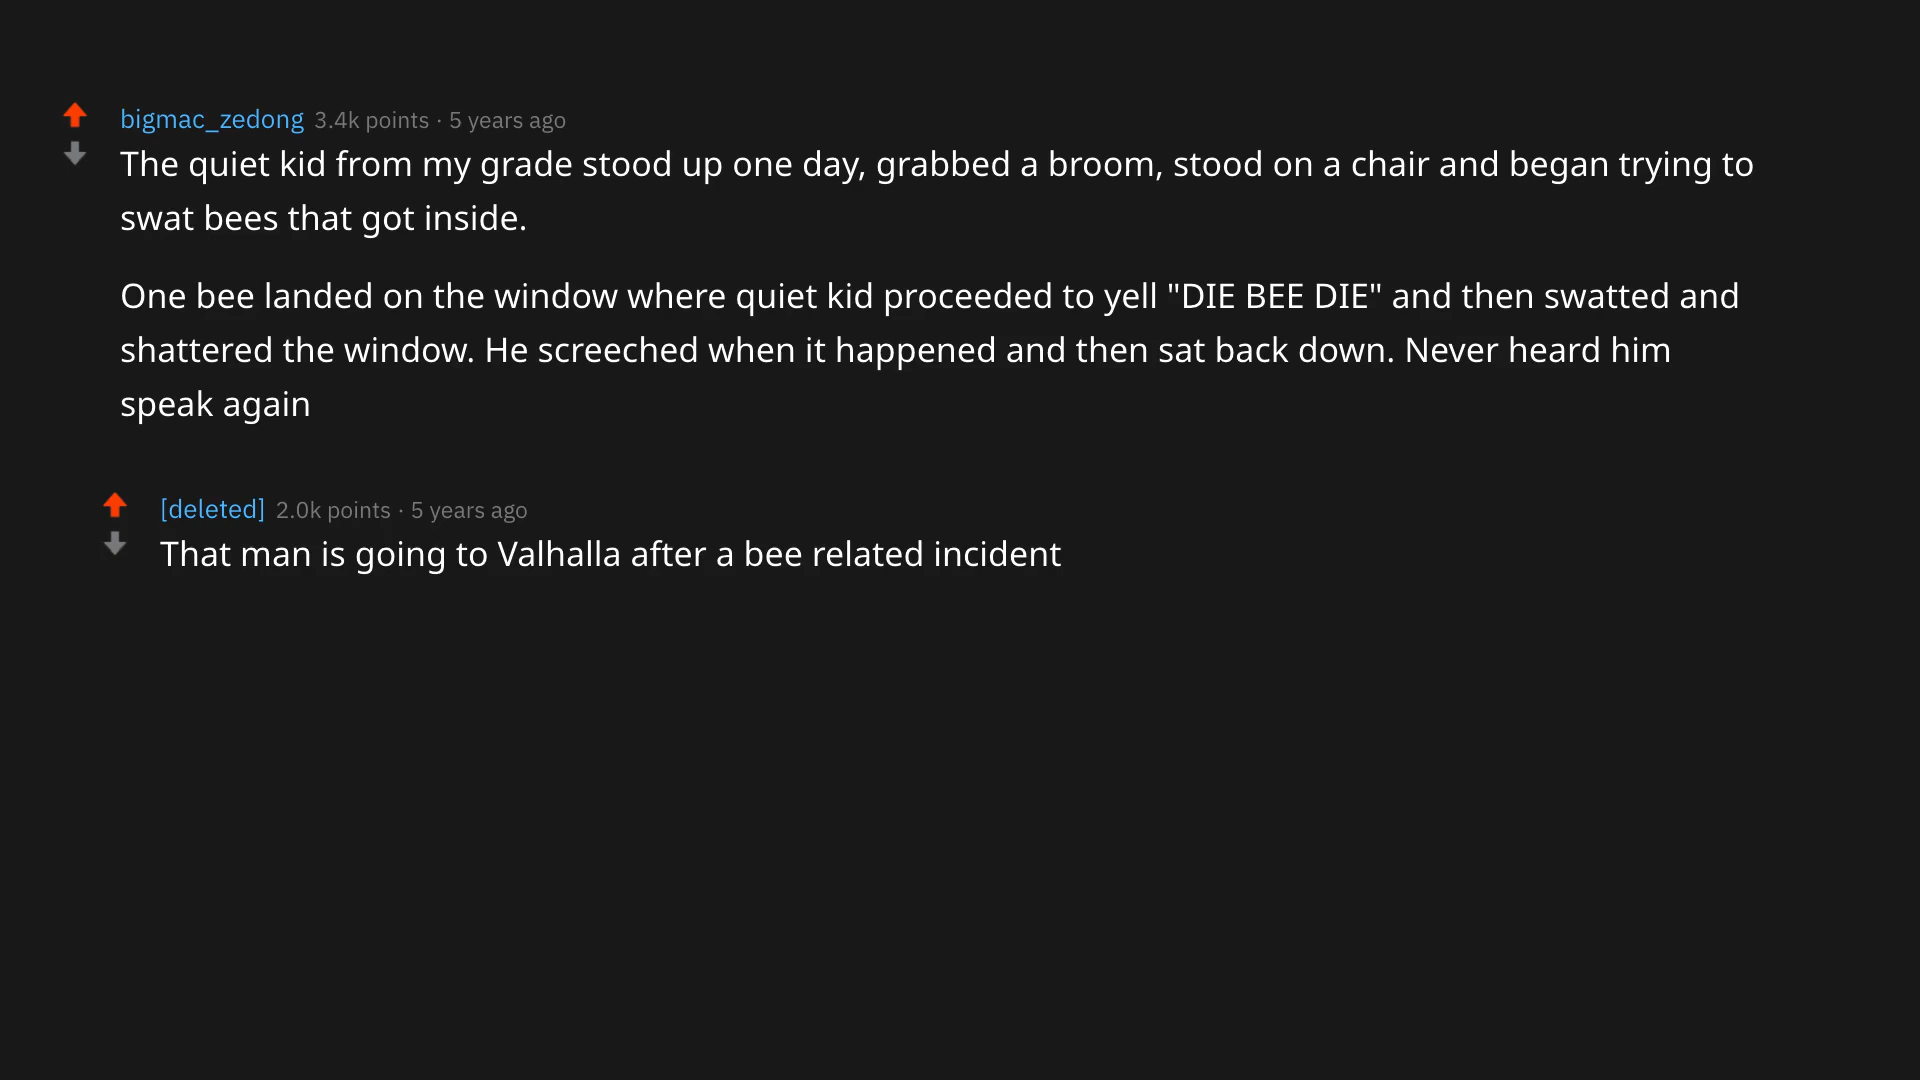 bigmac_zedong 3.4k points · 5 years ago
The quiet kid from my grade stood up one day, grabbed a broom, stood on a chair and began trying to
swat bees that got inside.
One bee landed on the window where quiet kid proceeded to yell "DIE BEE DIE" and then swatted and
shattered the window. He screeched when it happened and then sat back down. Never heard him
speak again
[deleted] 2.0k points · 5 years ago
That man is going to Valhalla after a bee related incident